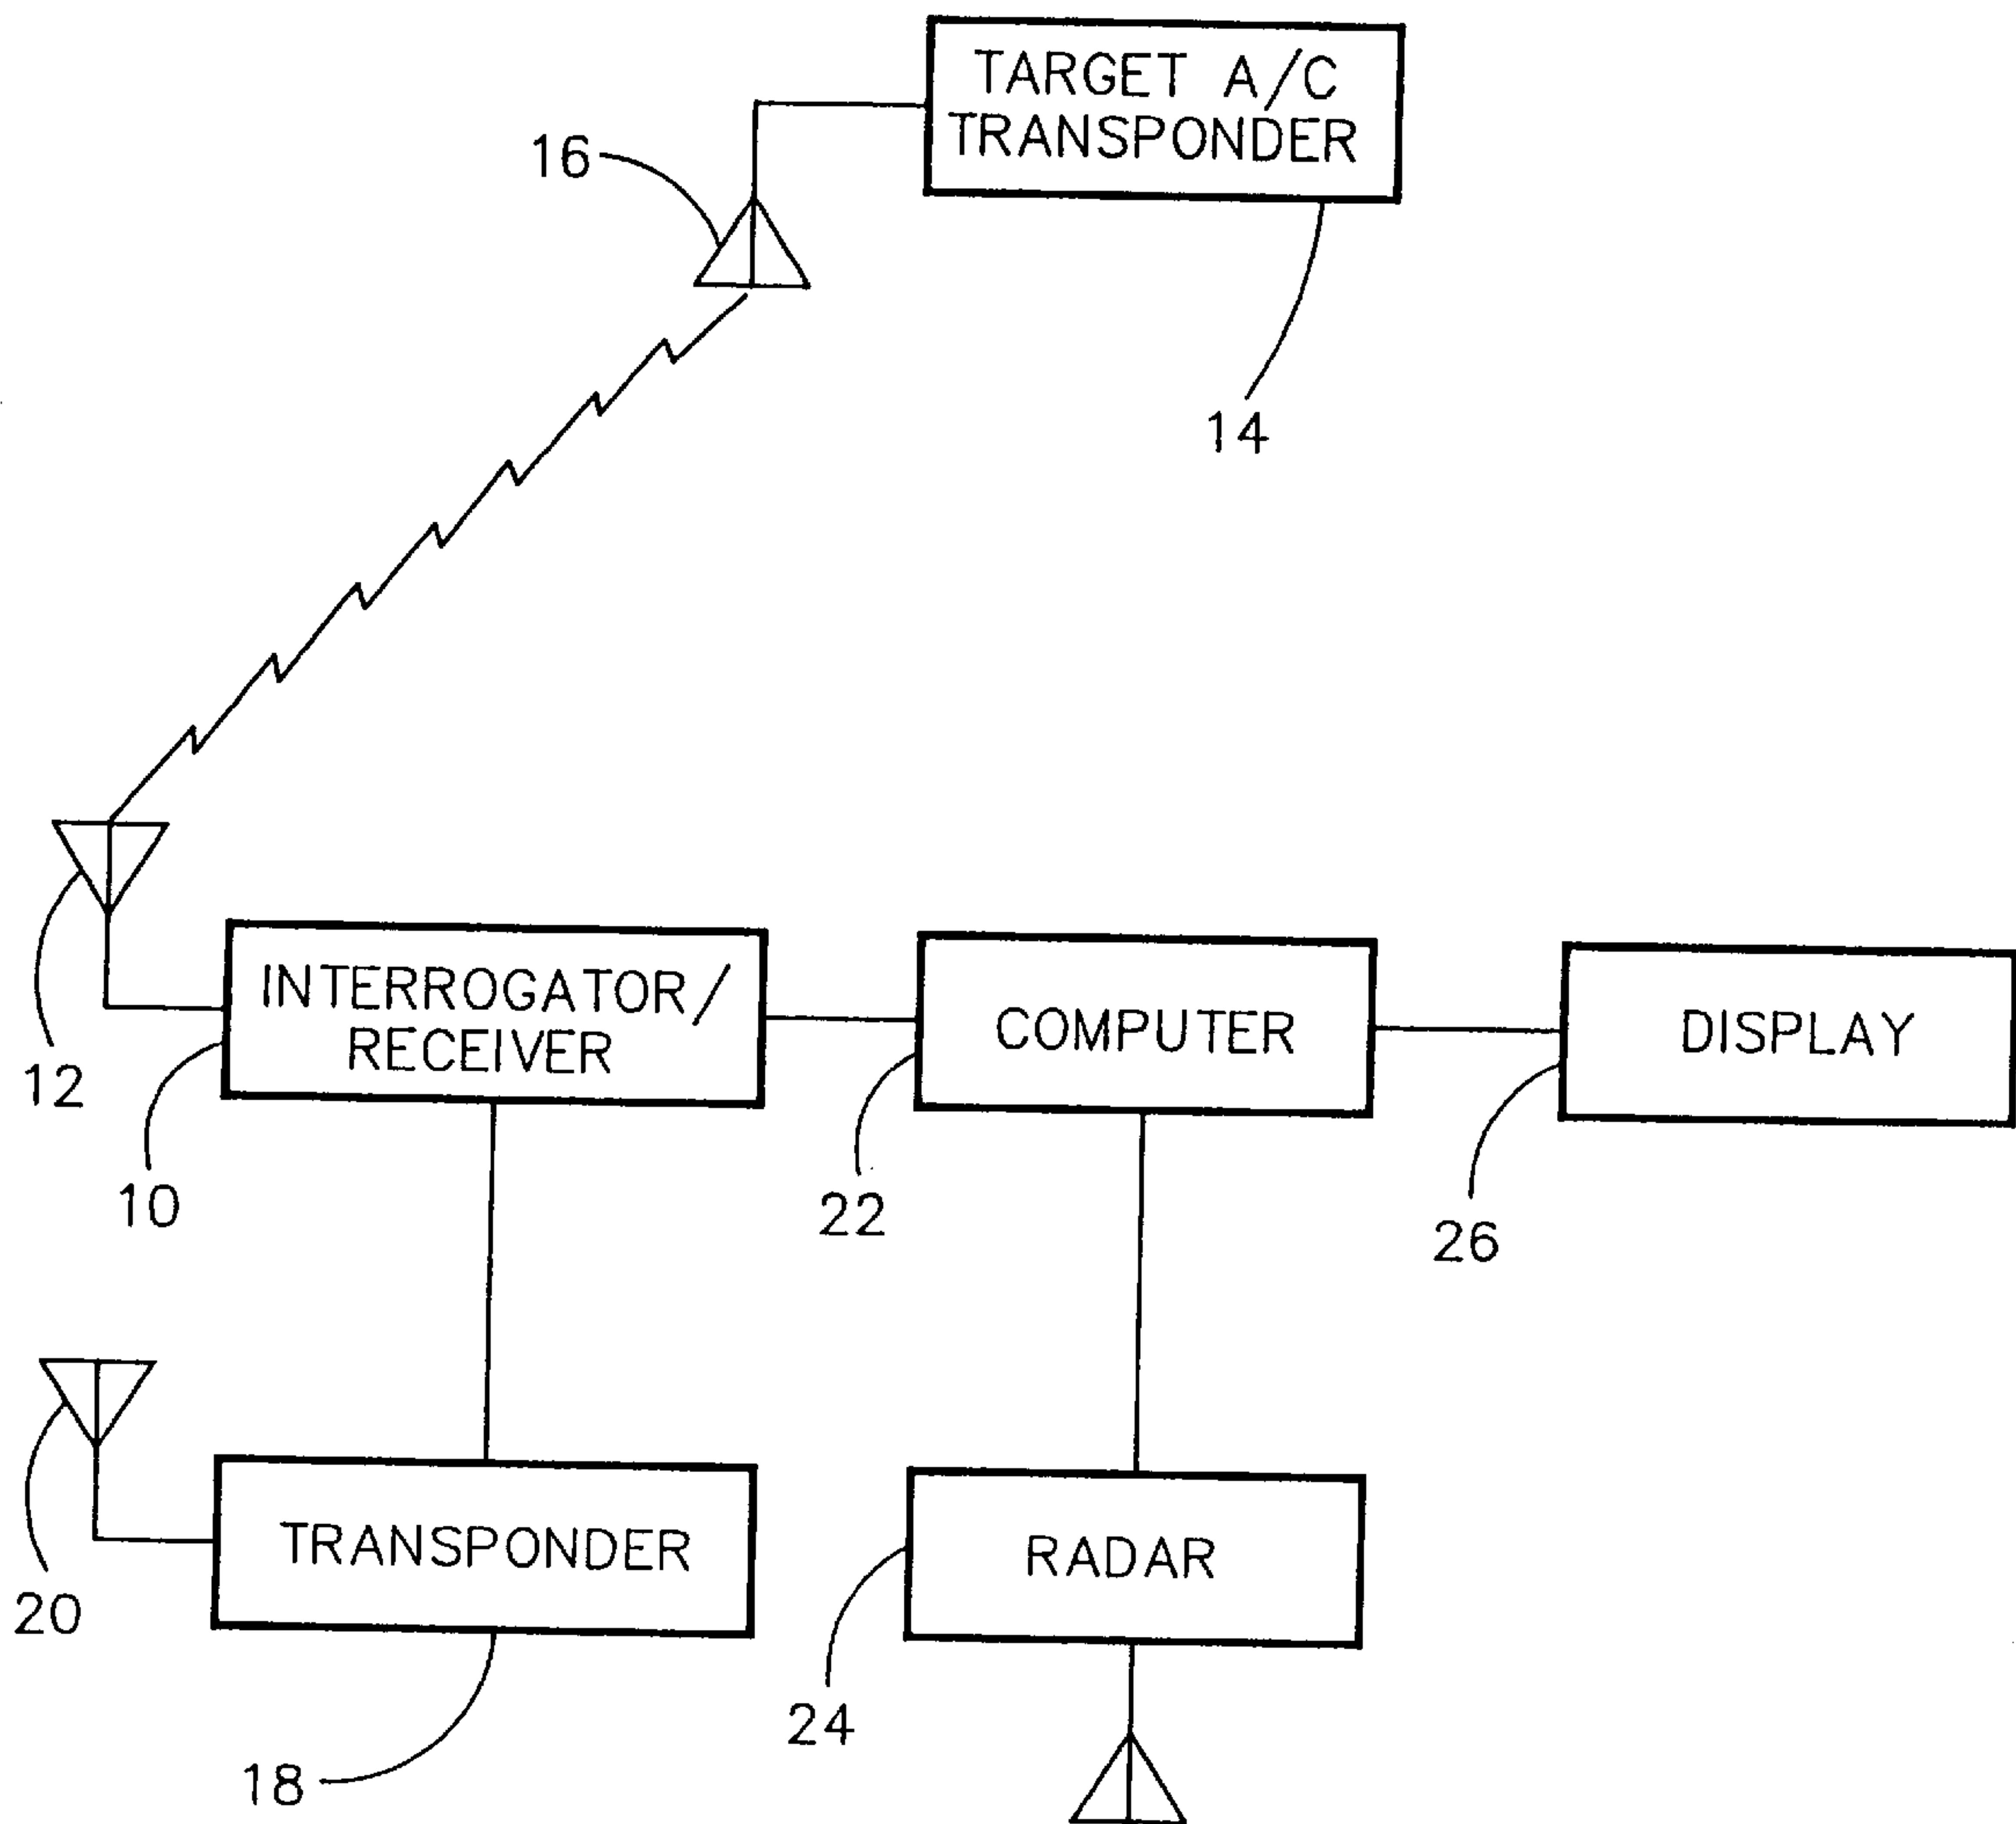 TARGET A/C
TRANSPONDER
16
14
12
INTERROGATOR/
RECEIVER
10
COMPUTER
22
DISPLAY
26
20
TRANSPONDER
18
RADAR
24